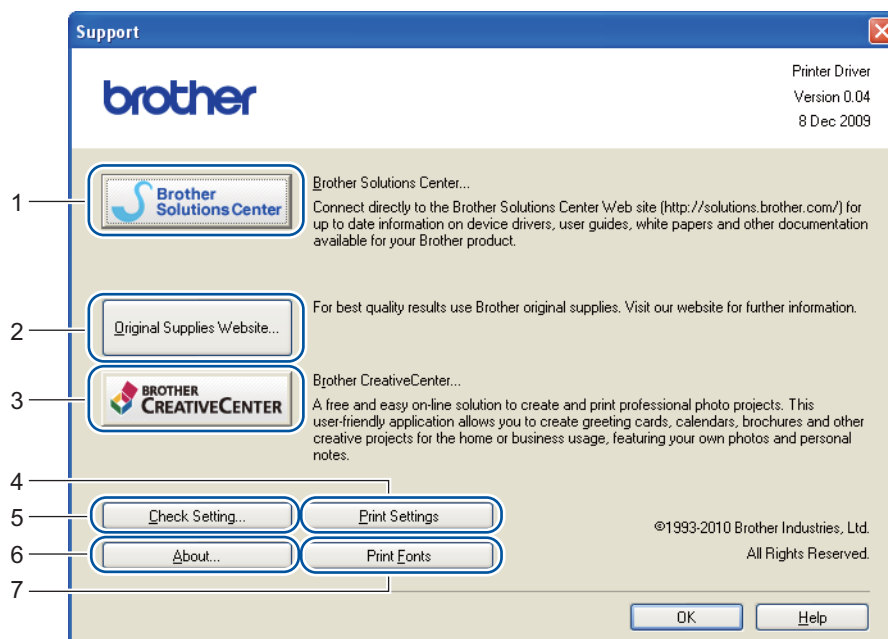 Support
brother
Printer Driver
Version 0.04
8 Dec 2009
1
Brother
Solutions Center
Brother Solutions Center...
Connect directly to the Brother Solutions Center Web site (http://solutions.brother.com/) for
up to date information on device drivers, user guides, white papers and other documentation
available for your Brother product.
2
Original Supplies Website...
For best quality results use Brother original supplies. Visit our website for further information.
3
BROTHER
CREATIVECENTER
Brother CreativeCenter...
A free and easy on-line solution to create and print professional photo projects. This
user-friendly application allows you to create greeting cards, calendars, brochures and other
creative projects for the home or business usage, featuring your own photos and personal
notes.
4
5
Check Setting...
Print Settings
©1993-2010 Brother Industries, Ltd.
6
About...
Print Fonts
All Rights Reserved.
7
OK
Help